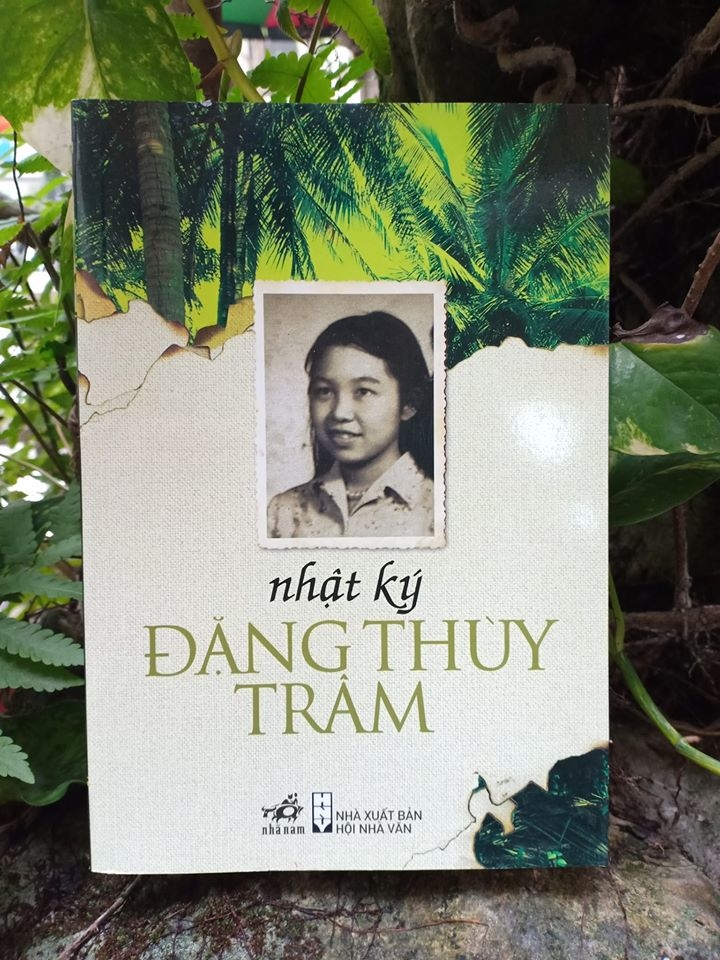 nhật ký
ĐẶNG THÙY
TRÂM
nhã nam
NHÀ XUẤT BẢN
HỘI NHÀ VĂN